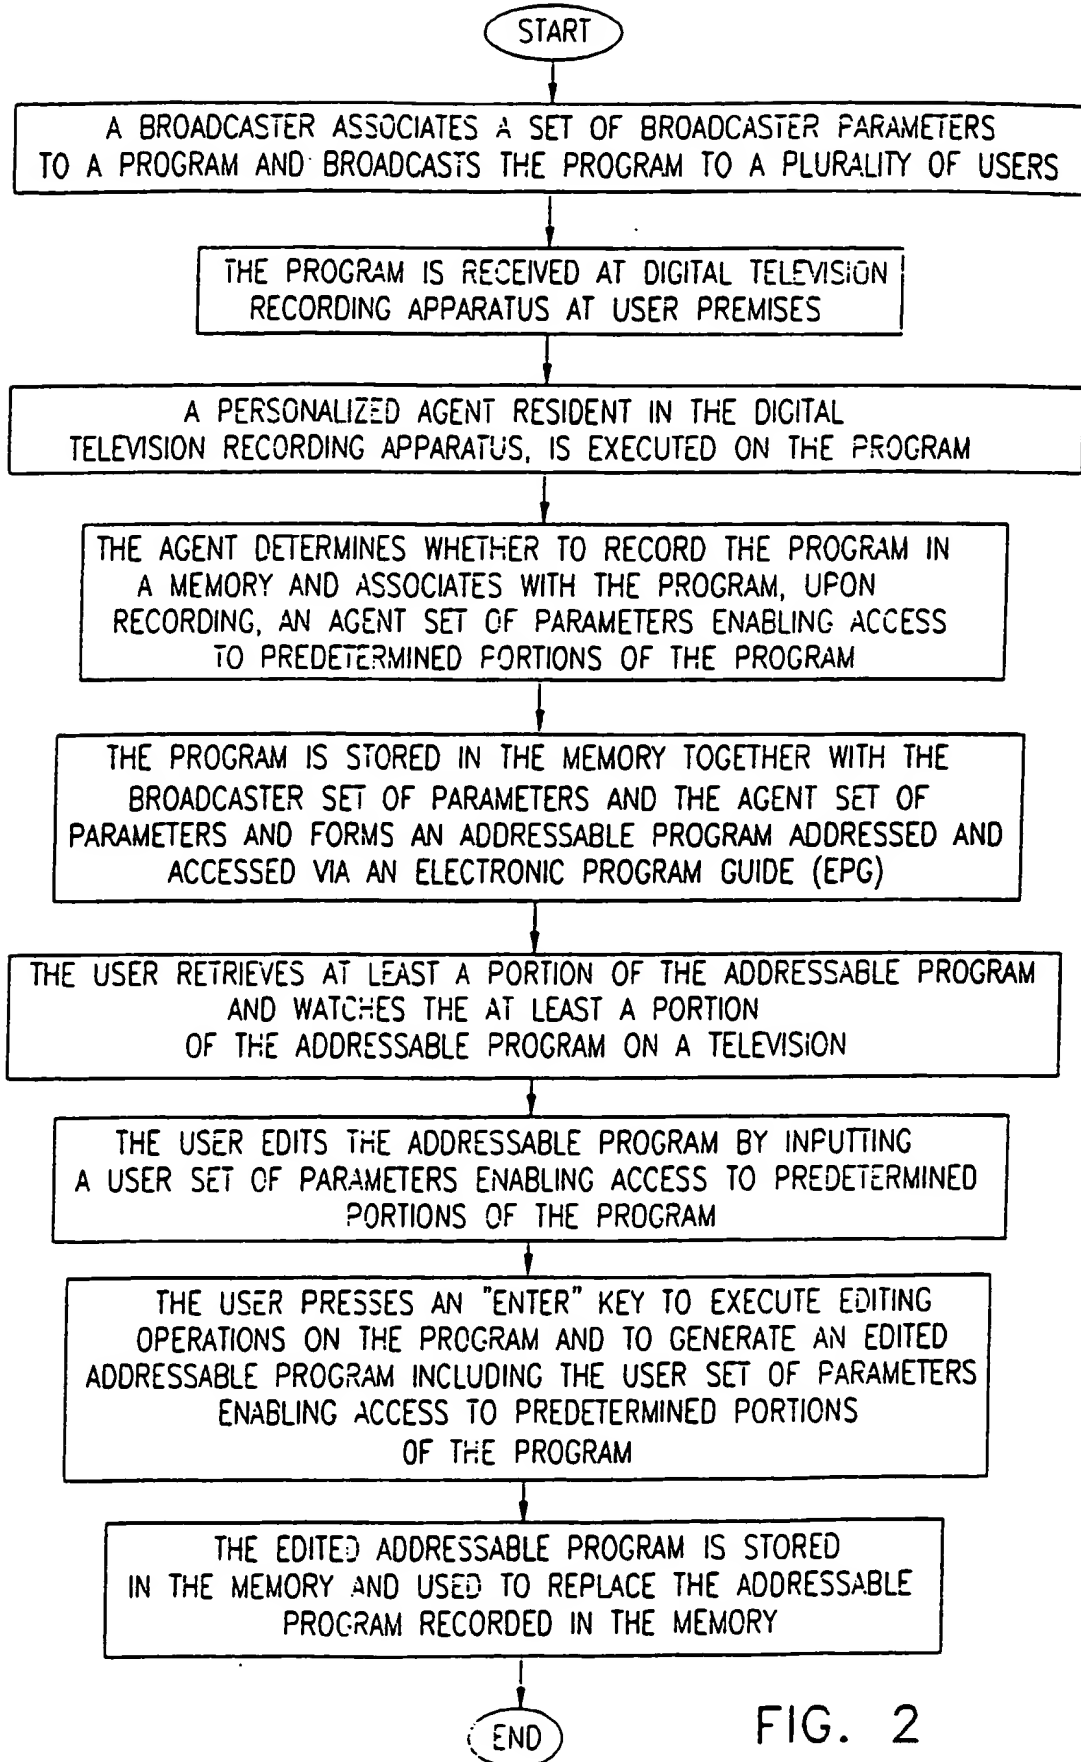 START
A BROADCASTER ASSOCIATES A SET OF BROADCASTER PARAMETERS
TO A PROGRAM AND BROADCASTS THE PROGRAM TO A PLURALITY OF USERS
THE PROGRAM IS RECEIVED AT DIGITAL TELEVISION
RECORDING APPARATUS AT USER PREMISES
A PERSONALIZED AGENT RESIDENT IN THE DIGITAL
TELEVISION RECORDING APPARATUS, IS EXECUTED ON THE PROGRAM
THE AGENT DETERMINES WHETHER TO RECORD THE PROGRAM IN
A MEMORY AND ASSOCIATES WITH THE PROGRAM, UPON
RECORDING, AN AGENT SET OF PARAMETERS ENABLING ACCESS
TO PREDETERMINED PORTIONS OF THE PROGRAM
THE PROGRAM IS STORED IN THE MEMORY TOGETHER WITH THE
BROADCASTER SET OF PARAMETERS AND THE AGENT SET OF
PARAMETERS AND FORMS AN ADDRESSABLE PROGRAM ADDRESSED AND
ACCESSED VIA AN ELECTRONIC PROGRAM GUIDE (EPG)
THE USER RETRIEVES AT LEAST A PORTION OF THE ADDRESSABLE PROGRAM
AND WATCHES THE AT LEAST A PORTION
OF THE ADDRESSABLE PROGRAM ON A TELEVISION
THE USER EDITS THE ADDRESSABLE PROGRAM BY INPUTTING
A USER SET OF PARAMETERS ENABLING ACCESS TO PREDETERMINED
PORTIONS OF THE PROGRAM
THE USER PRESSES AN "ENTER" KEY TO EXECUTE EDITING
OPERATIONS ON THE PROGRAM AND TO GENERATE AN EDITED
ADDRESSABLE PROGRAM INCLUDING THE USER SET OF PARAMETERS
ENABLING ACCESS TO PREDETERMINED PORTIONS
OF THE PROGRAM
THE EDITED ADDRESSABLE PROGRAM IS STORED
IN THE MEMORY AND USED TO REPLACE THE ADDRESSABLE
PROGRAM RECORDED IN THE MEMORY
END
FIG. 2